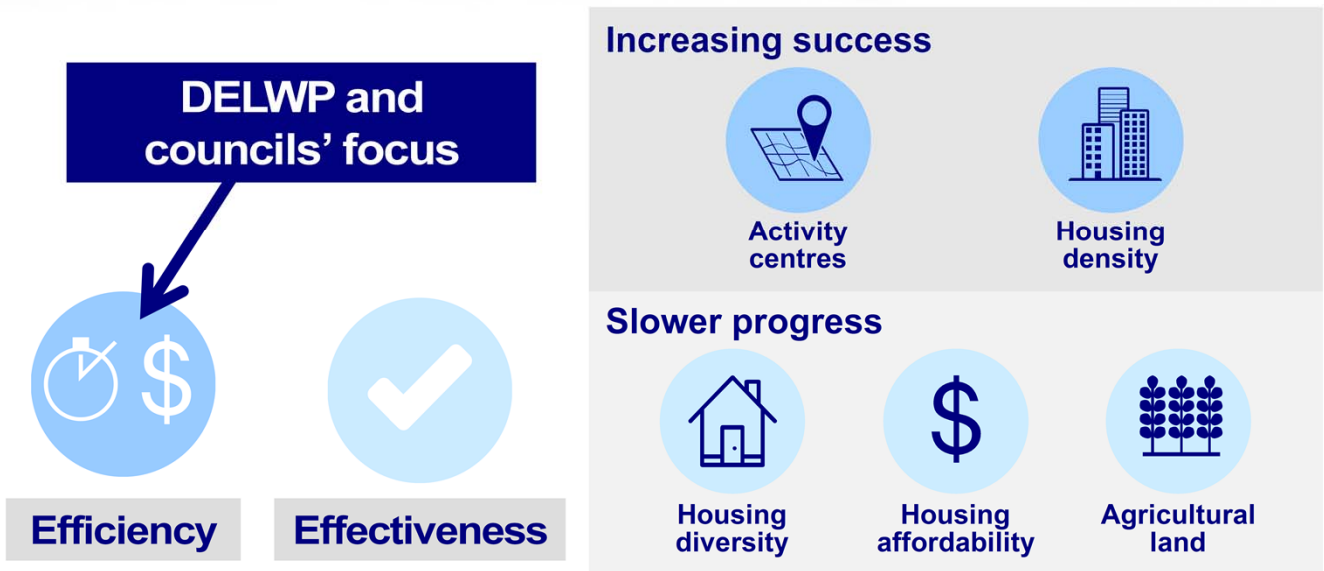 DELWP and
councils’ focus
Efficiency
Effectiveness
Increasing success
Activity
centres
Housing
density
Slower progress
Housing
diversity
$
Housing
affordability
Agricultural
land